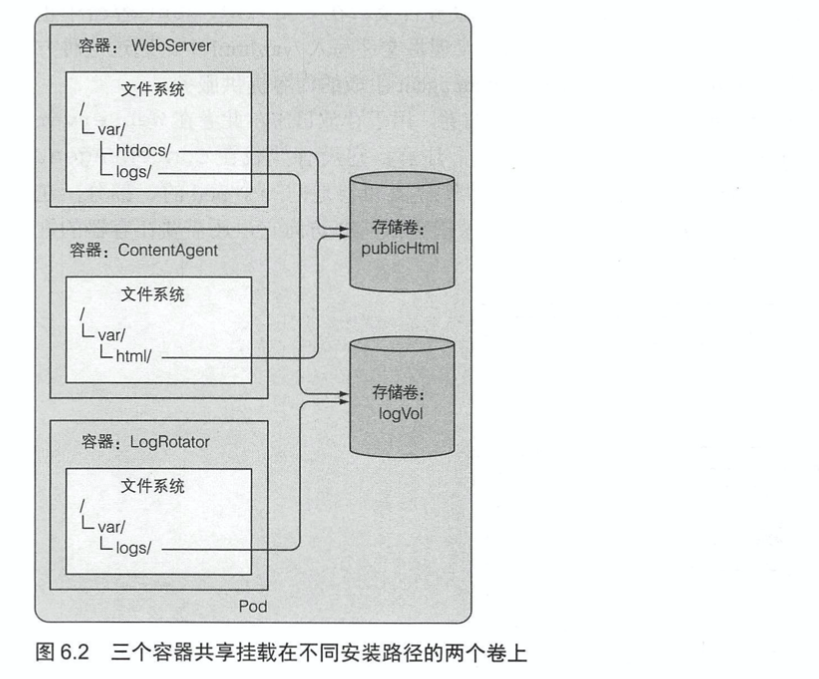 容器：WebServer
文件系统
/
var/
htdocs/
logs/
存储卷：
publicHtml
容器：ContentAgent
文件系统
/
var/
html/
存储卷：
logVol
容器：LogRotator
文件系统
/
var/
logs/
Pod
图 6.2 三个容器共享挂载在不同安装路径的两个卷上